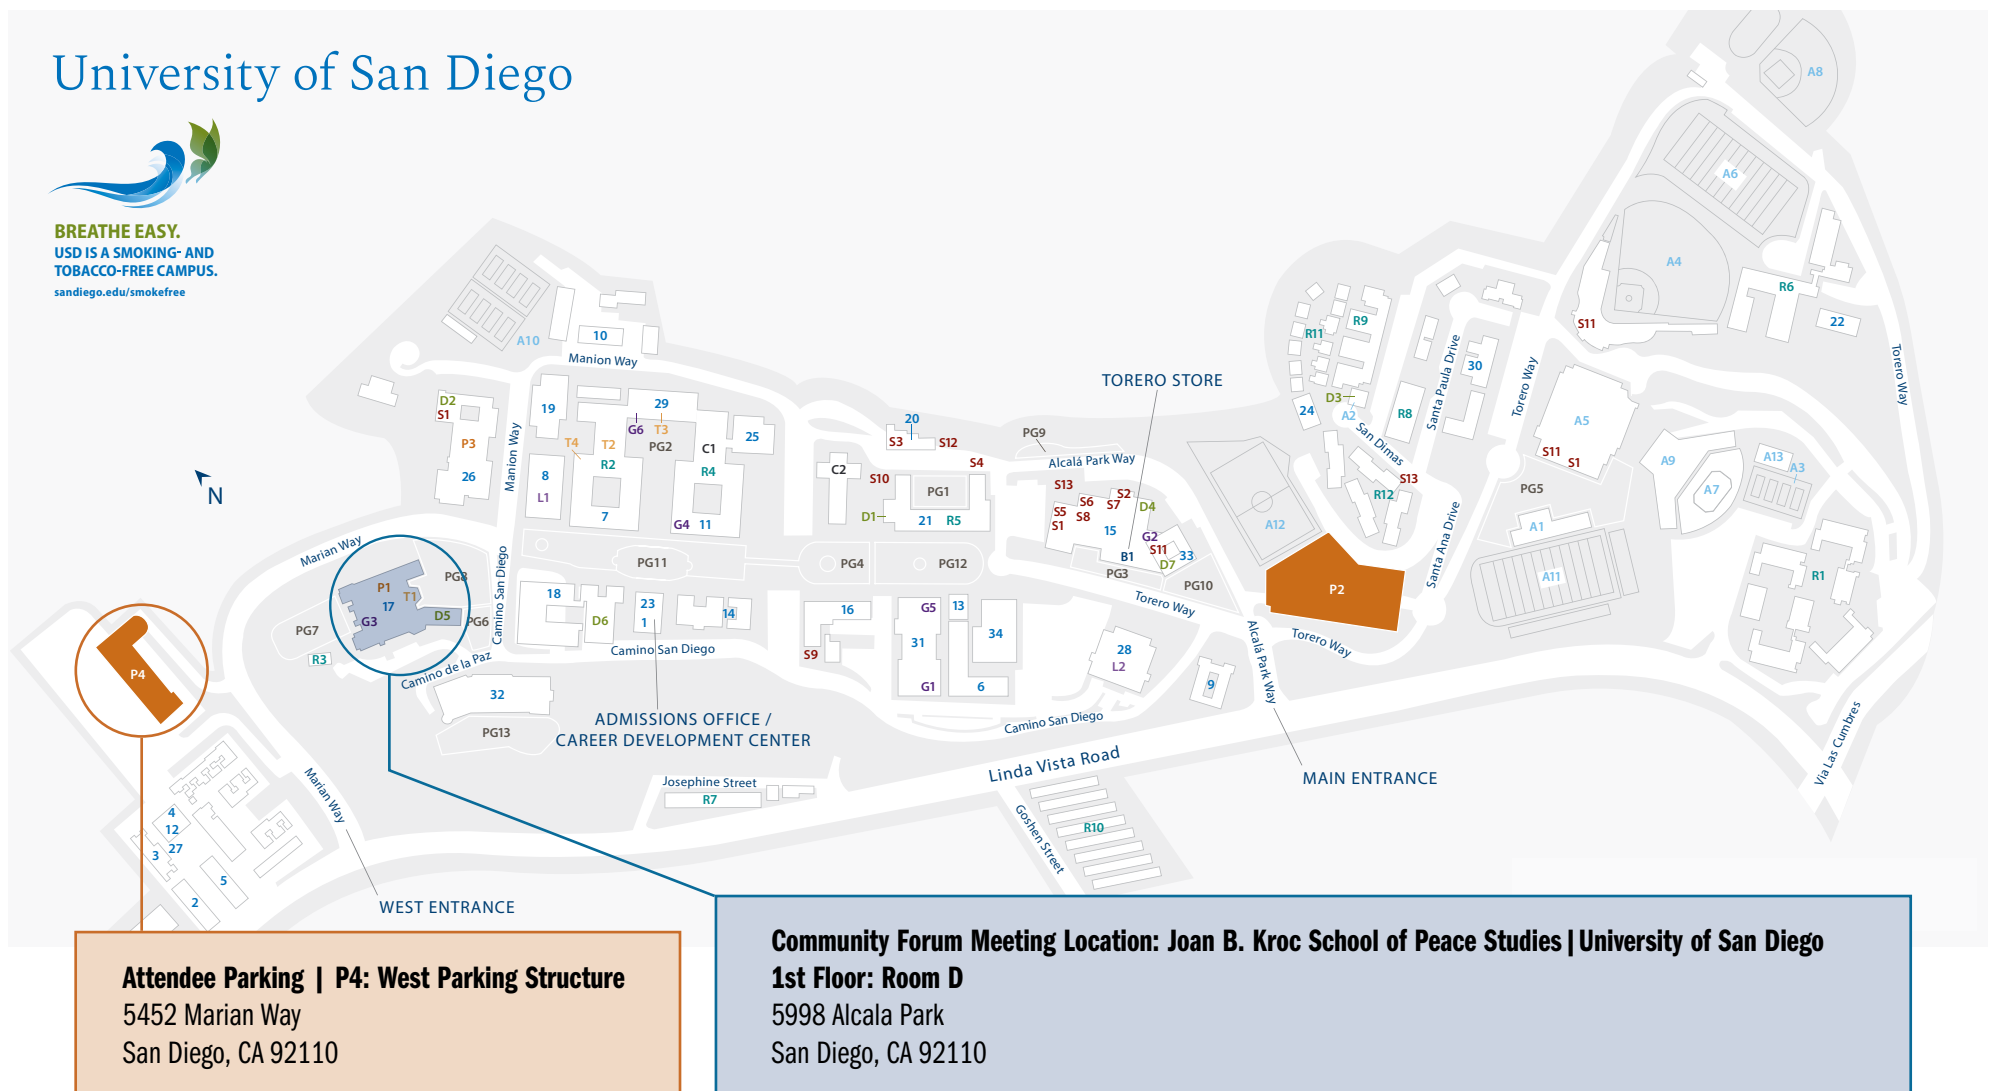 University of San Diego
BREATHE EASY.
USD IS A SMOKING- AND
TOBACCO-FREE CAMPUS.
sandiego.edu/smokefree
N
A8
A6
A4
R6
22
S11
Torero Way
A10
10
Manion Way
D2
S1
P3
26
Manion Way
19
8
L1
29
G6
T3
T4
T2
PG2
R2
7
C1
R4
G4
11
25
20
S3
S12
S4
C2
S10
PG1
D1
21
R5
TORERO STORE
PG9
Alcalá Park Way
S13
S6
S2
S7
S5
S8
S1
D4
15
G2
B1
S11
33
D7
PG3
PG10
R11
R9
D3
A2
24
San Dimas
R8
Santa Paula Drive
30
Torero Way
R12
S13
A12
P2
Santa Ana Drive
A5
S11
S1
PG5
A1
A11
A9
A7
A13
A3
R1
Marian Way
PG8
P1
17
T1
G3
D5
PG6
PG7
R3
Camino San Diego
Camino de la Paz
32
PG13
P4
PG11
PG4
PG12
18
D6
23
1
14
Camino San Diego
16
S9
G5
31
G1
13
34
6
28
L2
9
Torero Way
Alcalá Park Way
Torero Way
ADMISSIONS OFFICE /
CAREER DEVELOPMENT CENTER
Camino San Diego
Linda Vista Road
MAIN ENTRANCE
Via Las Cumbres
Josephine Street
R7
Goshen Street
R10
Marian Way
4
12
3
27
5
2
WEST ENTRANCE
Attendee Parking | P4: West Parking Structure
5452 Marian Way
San Diego, CA 92110
Community Forum Meeting Location: Joan B. Kroc School of Peace Studies | University of San Diego
1st Floor: Room D
5998 Alcala Park
San Diego, CA 92110